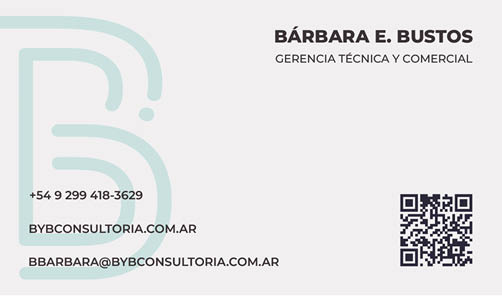 BÁRBARA E. BUSTOS
GERENCIA TÉCNICA Y COMERCIAL
+54 9 299 418-3629
BYBCONSULTORIA.COM.AR
BBARBARA@BYBCONSULTORIA.COM.AR